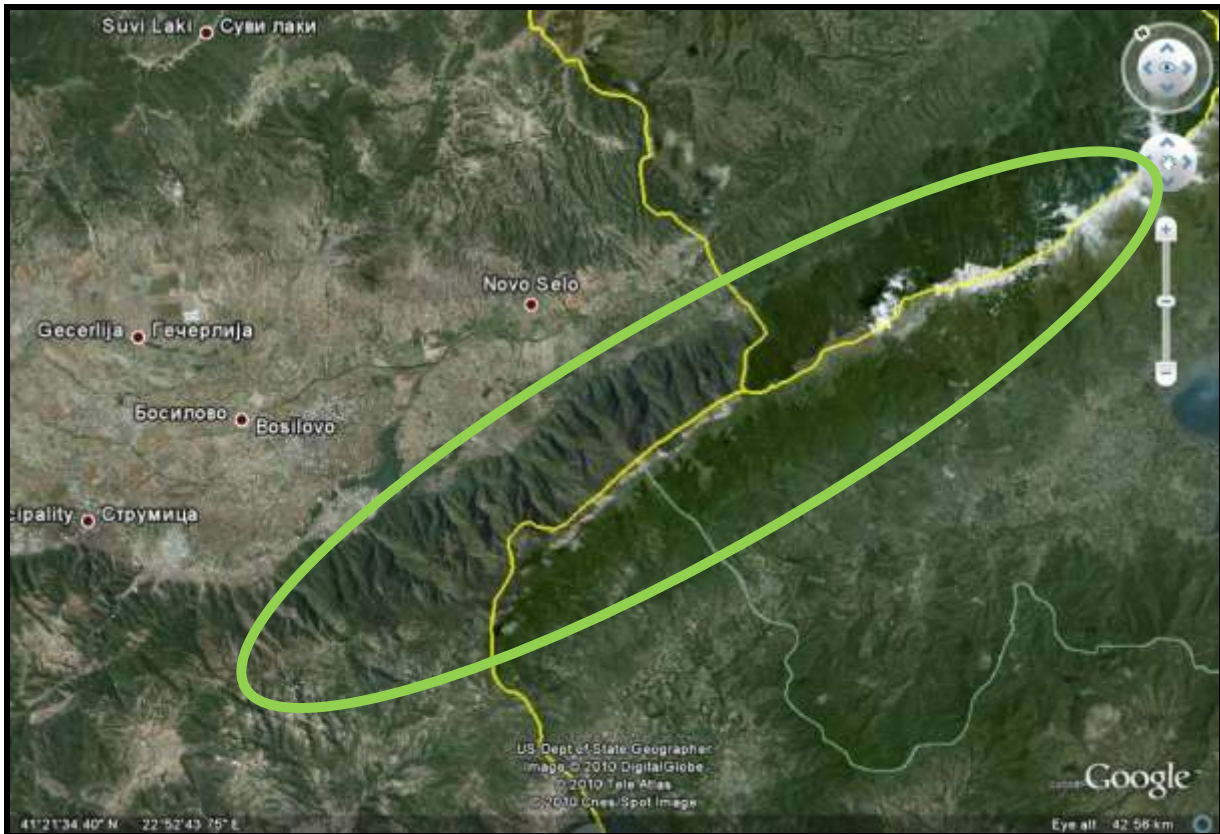 Suvi Laki Суви лаки
Novo Selo
Gecerlija Гечерлија
Босилово Bosilovo
cipality Струмица
US Dept of State Geographer
Image © 2010 DigitalGlobe
© 2010 Tele Atlas
© 2010 Cnes/Spot Image
Google
41°21'34.40" N 22°52'43.75" E
Eye alt 42.56 km